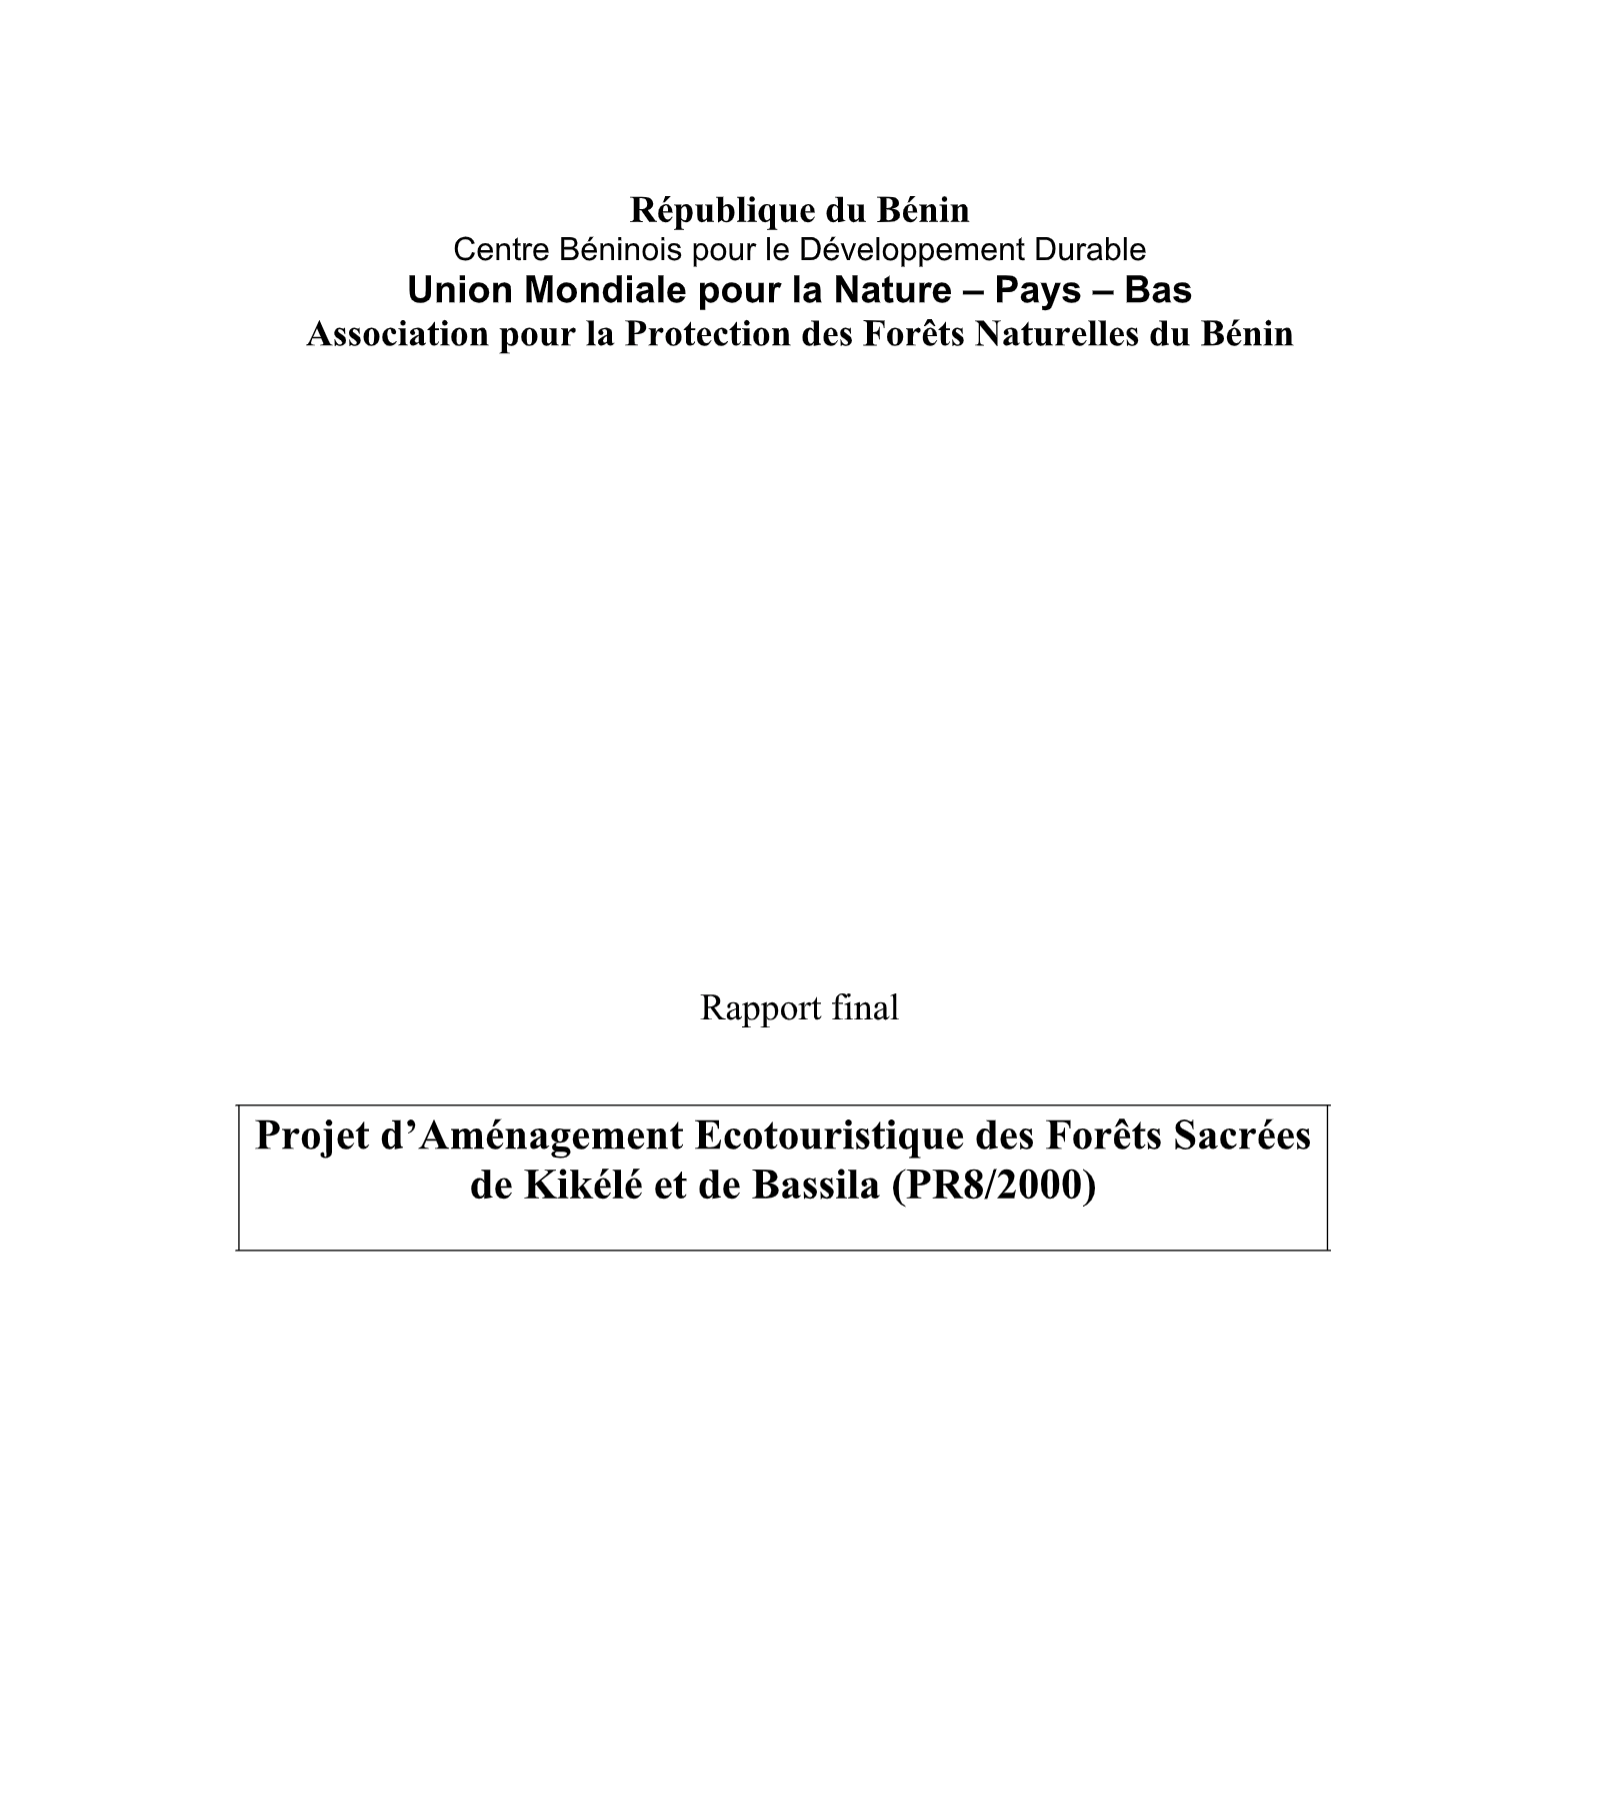 République du Bénin
Centre Béninois pour le Développement Durable
Union Mondiale pour la Nature – Pays – Bas
Association pour la Protection des Forêts Naturelles du Bénin
Rapport final
Projet d’Aménagement Ecotouristique des Forêts Sacrées
de Kikélé et de Bassila (PR8/2000)